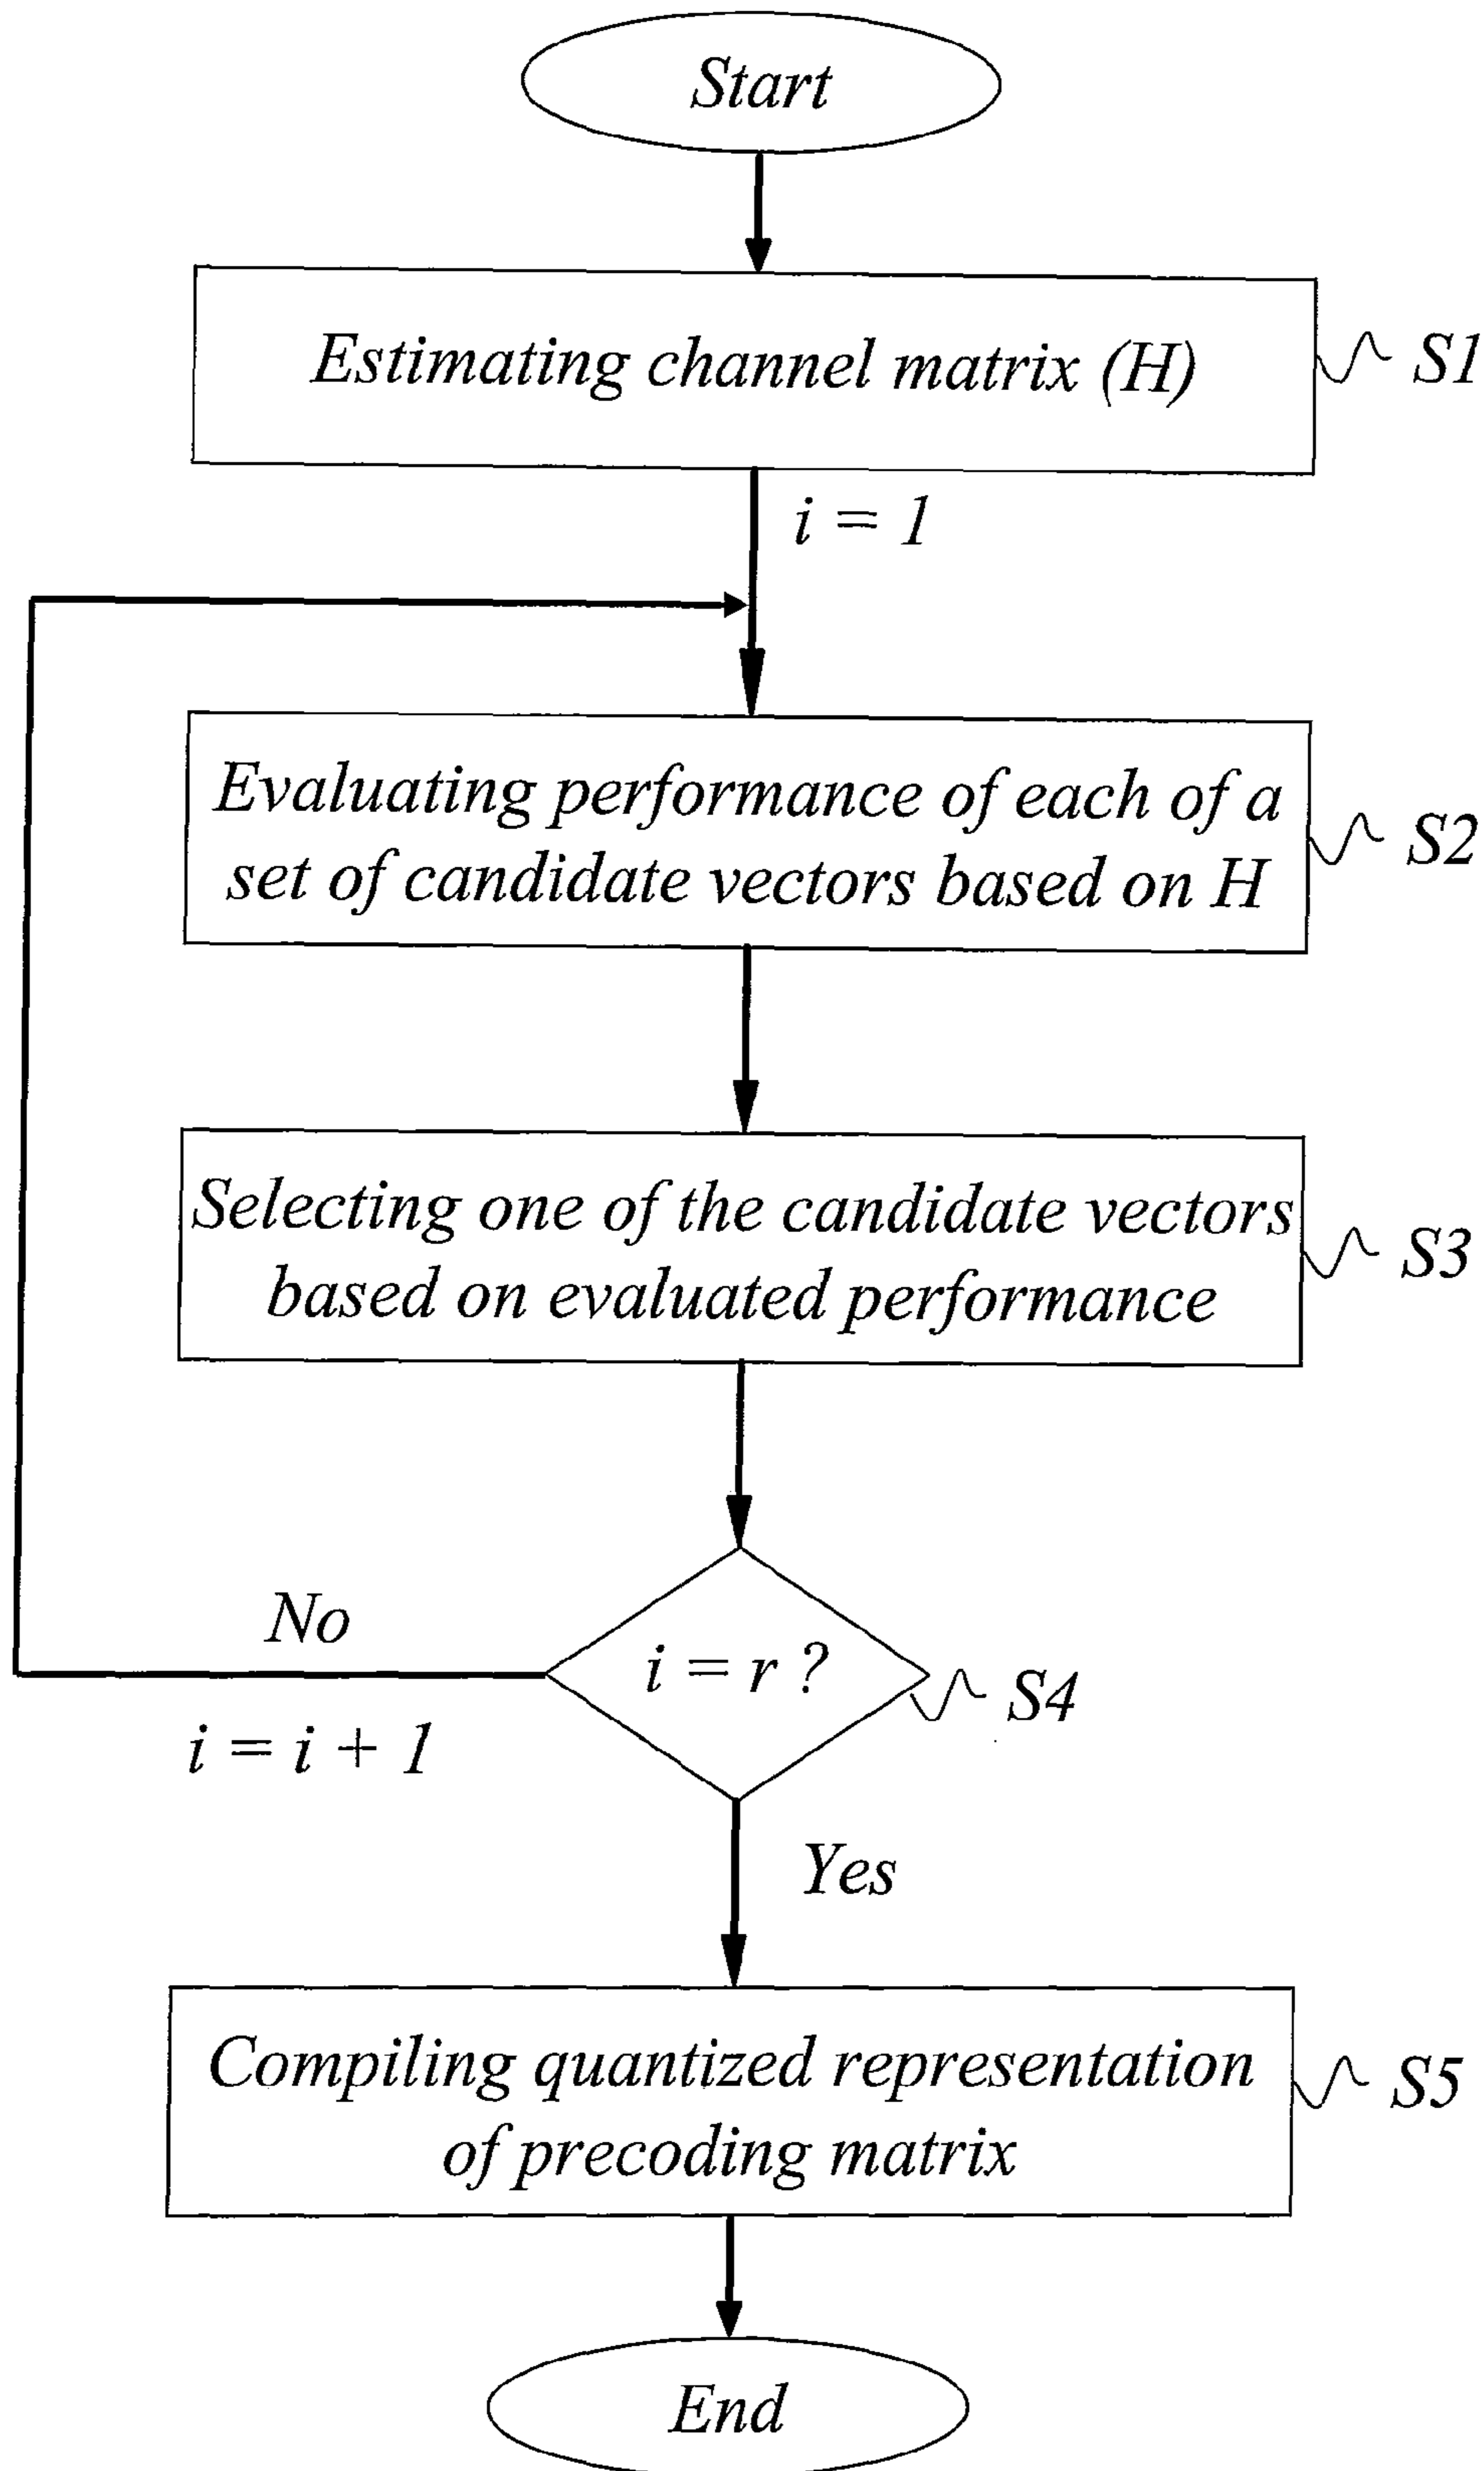 Start
Estimating channel matrix (H)
S1
i = 1
Evaluating performance of each of a
set of candidate vectors based on H
S2
Selecting one of the candidate vectors
based on evaluated performance
S3
No
i = r ?
S4
i = i + 1
Yes
Compiling quantized representation
of precoding matrix
S5
End